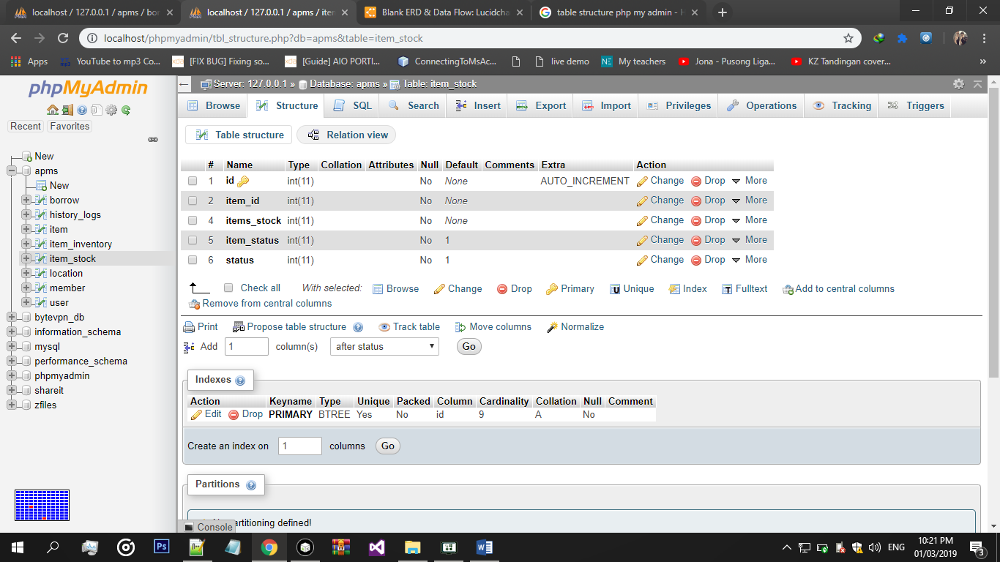 localhost / 127.0.0.1 / apms / bor
localhost / 127.0.0.1 / apms / iten
Blank ERD & Data Flow: Lucidcha
table structure php my admin -
localhost/phpmyadmin/tbl_structure.php?db=apms&table=item_stock
Apps
YouTube to mp3 Co...
[FIX BUG] Fixing so...
[Guide] AIO PORTI...
ConnectingToMsAc...
live demo
NE
My teachers
Jona - Pusong Liga...
KZ Tandingan cover...
phpMyAdmin
Recent Favorites
New
apms
New
borrow
history_logs
item
item_inventory
item_stock
location
member
user
bytevpn_db
information_schema
mysql
performance_schema
phpmyadmin
shareit
zfiles
Server: 127.0.0.1 » Database: apms » Table: item_stock
Browse Structure SQL Search Insert Export Import Privileges Operations Tracking Triggers
Table structure Relation view
# Name Type Collation Attributes Null Default Comments Extra Action
1 id int(11) No None AUTO_INCREMENT Change Drop More
2 item_id int(11) No None Change Drop More
4 items_stock int(11) No None Change Drop More
5 item_status int(11) No 1 Change Drop More
6 status int(11) No 1 Change Drop More
Check all With selected: Browse Change Drop Primary Unique Index Fulltext Add to central columns
Remove from central columns
Print Propose table structure Track table Move columns Normalize
Add 1 column(s) after status Go
Indexes
Action Keyname Type Unique Packed Column Cardinality Collation Null Comment
Edit Drop PRIMARY BTREE Yes No id 9 A No
Create an index on 1 columns Go
Partitions
partitioning defined!
Console
Ps
ENG
10:21 PM
01/03/2019
3